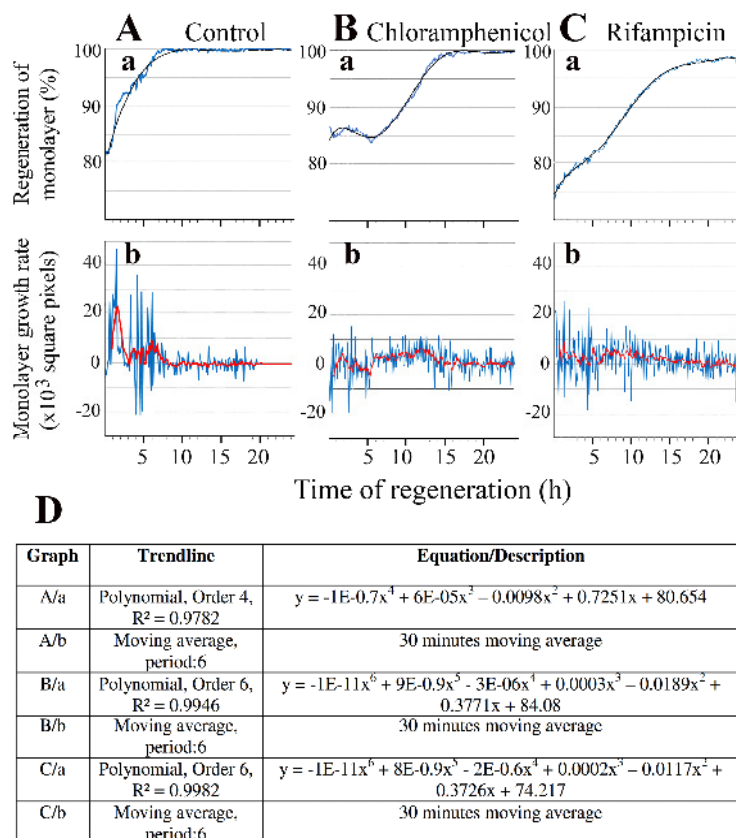 A Control B Chloramphenicol C Rifampicin
a a a
Regeneration of monolayer (%)
100 100 100
90 90 90
80 80 80
b b b
Monolayer growth rate (x10³ square pixels)
40 40 40
20 20 20
0 0 0
-20 -20 -20
5 10 15 20 5 10 15 20 5 10 15 20
Time of regeneration (h)
D
Graph Trendline Equation/Description
A/a Polynomial, Order 4, R² = 0.9782 y = -1E-0.7x⁴ + 6E-05x³ – 0.0098x² + 0.7251x + 80.654
A/b Moving average, period:6 30 minutes moving average
B/a Polynomial, Order 6, R² = 0.9946 y = -1E-11x⁶ + 9E-0.9x⁵ - 3E-06x⁴ + 0.0003x³ – 0.0189x² + 0.3771x + 84.08
B/b Moving average, period:6 30 minutes moving average
C/a Polynomial, Order 6, R² = 0.9982 y = -1E-11x⁶ + 8E-0.9x⁵ - 2E-0.6x⁴ + 0.0002x³ – 0.0117x² + 0.3726x + 74.217
C/b Moving average, period:6 30 minutes moving average